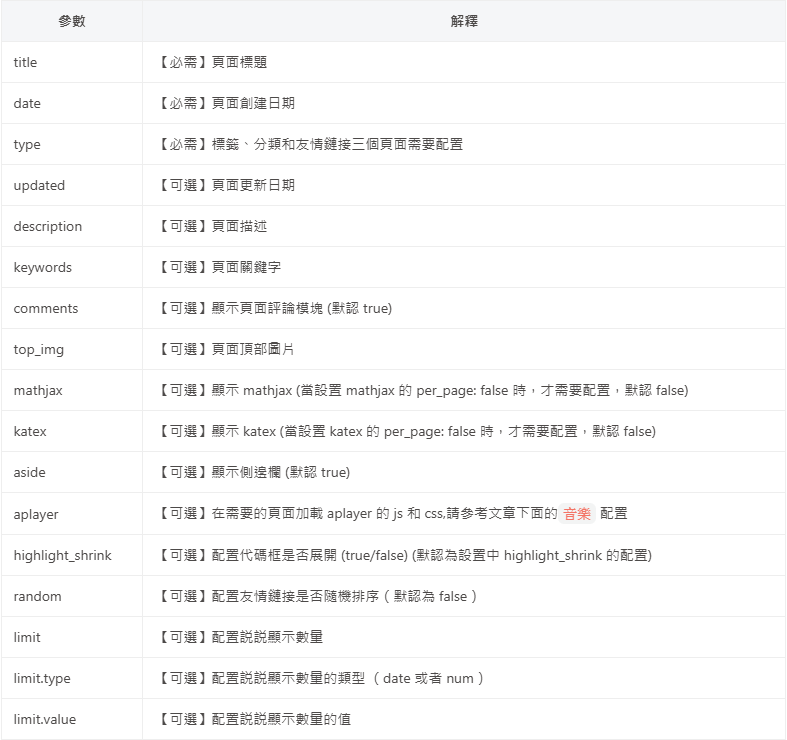 參數 解釋
title 【必需】頁面標題
date 【必需】頁面創建日期
type 【必需】標籤、分類和友情鏈接三個頁面需要配置
updated 【可選】頁面更新日期
description 【可選】頁面描述
keywords 【可選】頁面關鍵字
comments 【可選】顯示頁面評論模塊 (默認 true)
top_img 【可選】頁面頂部圖片
mathjax 【可選】顯示 mathjax (當設置 mathjax 的 per_page: false 時，才需要配置，默認 false)
katex 【可選】顯示 katex (當設置 katex 的 per_page: false 時，才需要配置，默認 false)
aside 【可選】顯示側邊欄 (默認 true)
aplayer 【可選】在需要的頁面加載 aplayer 的 js 和 css,請參考文章下面的 音樂 配置
highlight_shrink 【可選】配置代碼框是否展開 (true/false) (默認為設置中 highlight_shrink 的配置)
random 【可選】配置友情鏈接是否隨機排序（默認為 false）
limit 【可選】配置説説顯示數量
limit.type 【可選】配置説説顯示數量的類型 （date 或者 num）
limit.value 【可選】配置説説顯示數量的值